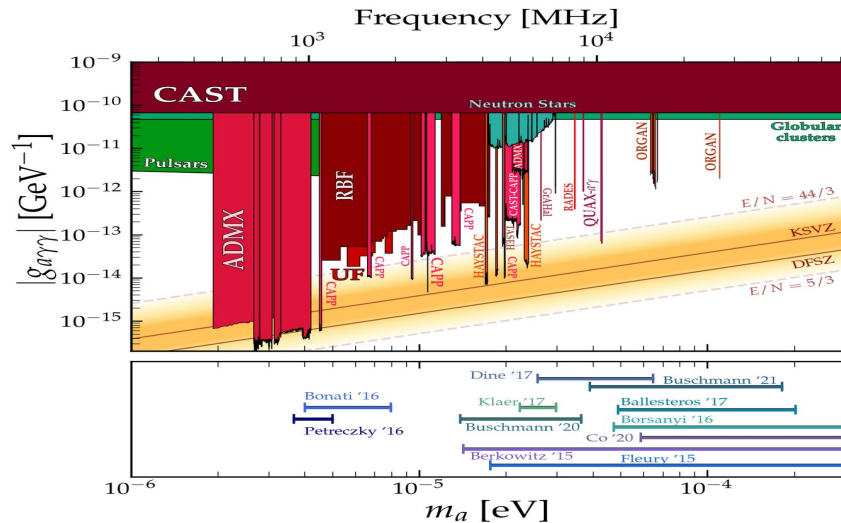 Frequency [MHz]
10³ 10⁴
|g_aγγ| [GeV⁻¹]
10⁻⁹
10⁻¹⁰
10⁻¹¹
10⁻¹²
10⁻¹³
10⁻¹⁴
10⁻¹⁵
CAST
Neutron Stars
Globular
clusters
Pulsars
ADMX
RBF
UF
CAPP
CAPP
CAPP
CAPP
CAPP
HAYSTAC
CAST-CAPP
ADMX
CAPP
HAYSTAC
GrAHal
RADES
QUAX-aγ
ORGAN
ORGAN
E/N = 44/3
KSVZ
DFSZ
E/N = 5/3
Dine '17
Buschmann '21
Bonati '16
Klaer '17
Ballesteros '17
Petreczky '16
Buschmann '20
Borsanyi '16
Co '20
Berkowitz '15
Fleury '15
10⁻⁶ 10⁻⁵ 10⁻⁴
m_a [eV]